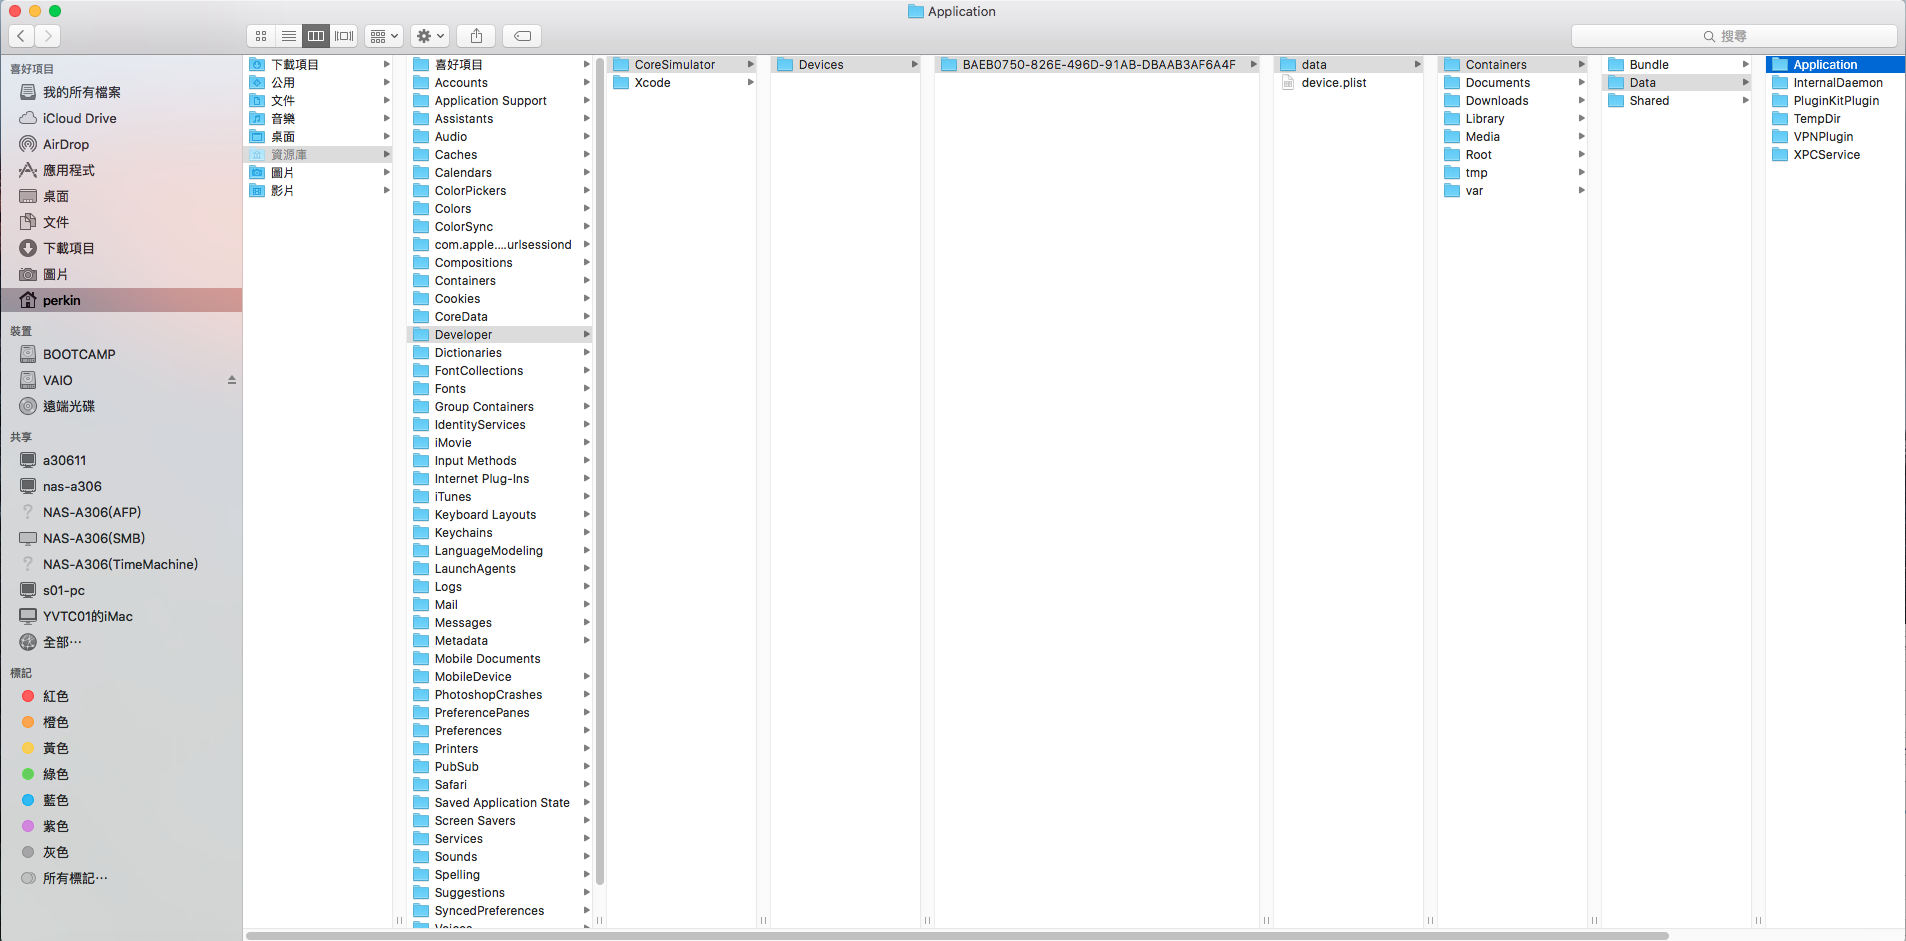 Application
搜尋
喜好項目
我的所有檔案
iCloud Drive
AirDrop
應用程式
桌面
文件
下載項目
圖片
perkin
裝置
BOOTCAMP
VAIO
遠端光碟
共享
a30611
nas-a306
NAS-A306(AFP)
NAS-A306(SMB)
NAS-A306(TimeMachine)
s01-pc
YVTC01的iMac
全部⋯
標記
紅色
橙色
黃色
綠色
藍色
紫色
灰色
所有標記⋯
下載項目
公用
文件
音樂
桌面
資源庫
圖片
影片
喜好項目
Accounts
Application Support
Assistants
Audio
Caches
Calendars
ColorPickers
Colors
ColorSync
com.apple....urlsessiond
Compositions
Containers
Cookies
CoreData
Developer
Dictionaries
FontCollections
Fonts
Group Containers
IdentityServices
iMovie
Input Methods
Internet Plug-Ins
iTunes
Keyboard Layouts
Keychains
LanguageModeling
LaunchAgents
Logs
Mail
Messages
Metadata
Mobile Documents
MobileDevice
PhotoshopCrashes
PreferencePanes
Preferences
Printers
PubSub
Safari
Saved Application State
Screen Savers
Services
Sounds
Spelling
Suggestions
SyncedPreferences
Voices
CoreSimulator
Xcode
Devices
BAEB0750-826E-496D-91AB-DBAAB3AF6A4F
data
device.plist
Containers
Documents
Downloads
Library
Media
Root
tmp
var
Bundle
Data
Shared
Application
InternalDaemon
PluginKitPlugin
TempDir
VPNPlugin
XPCService